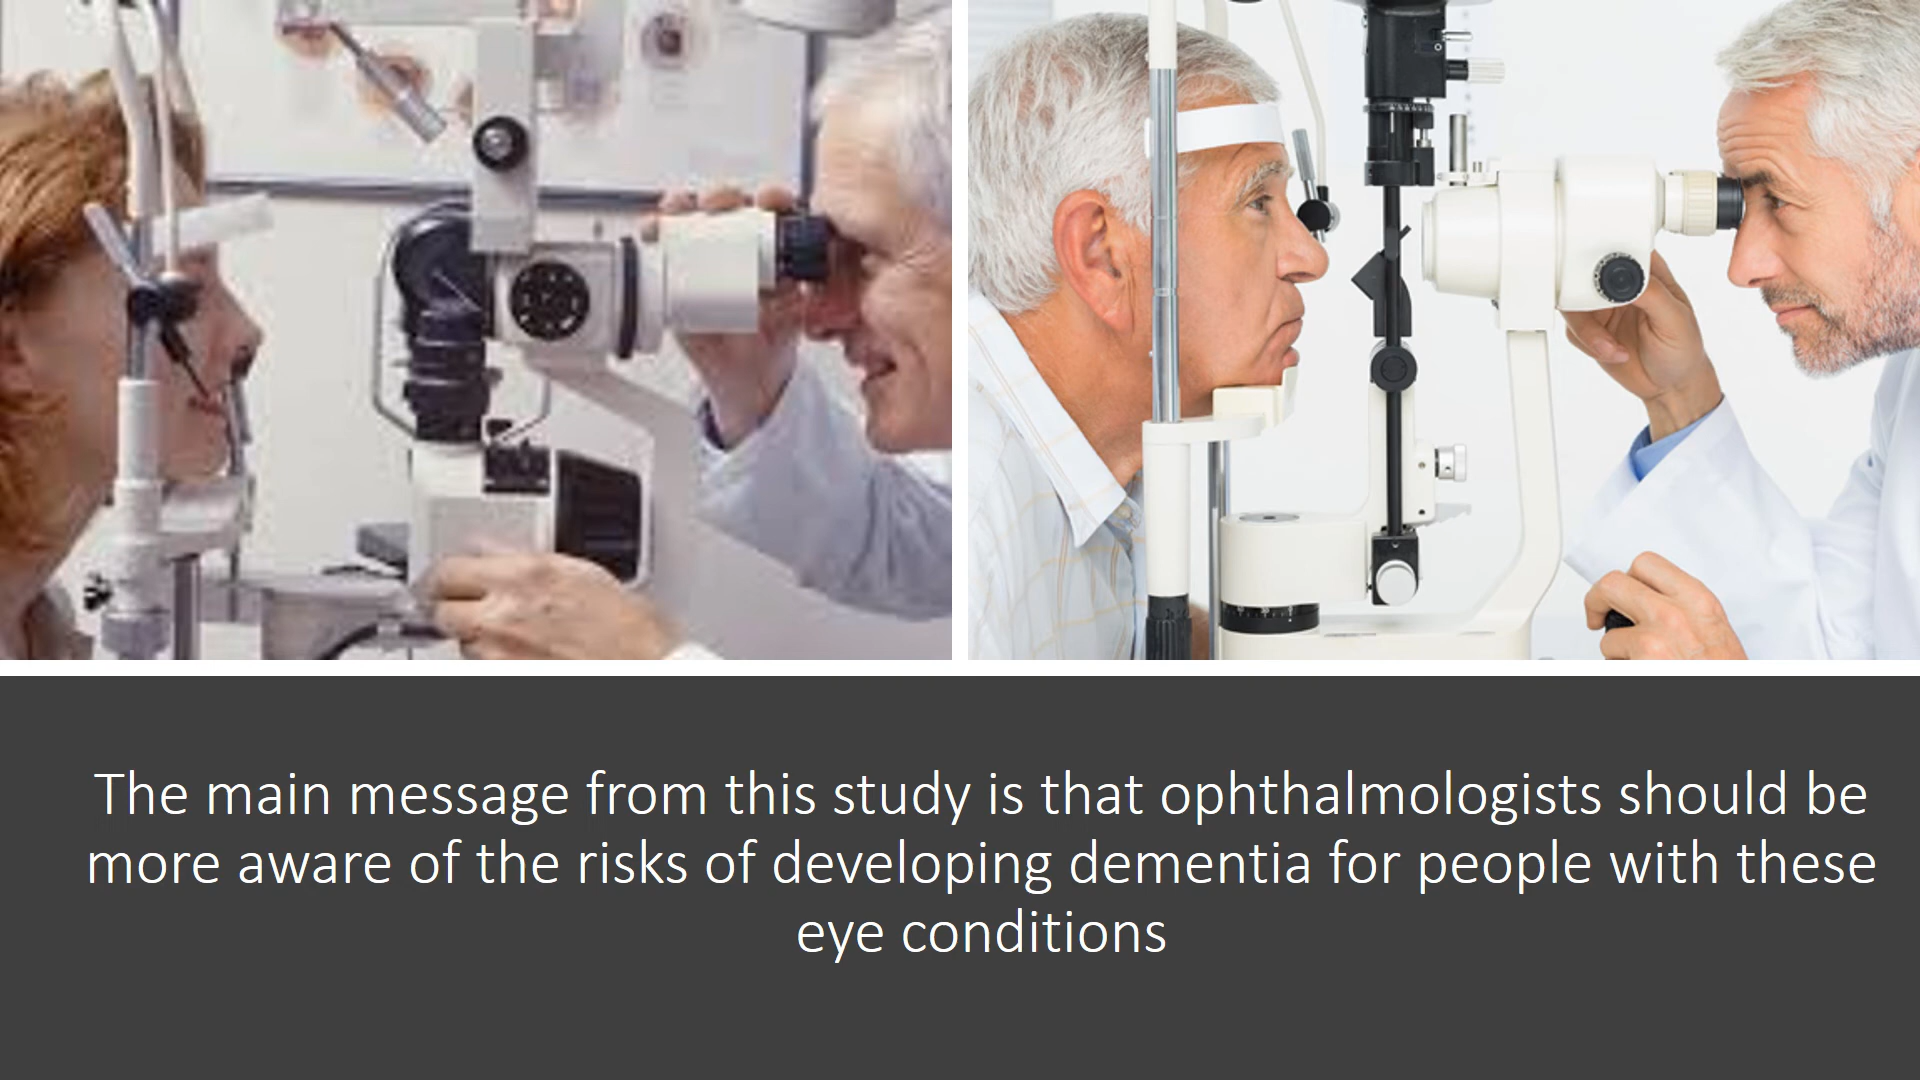 The main message from this study is that ophthalmologists should be
more aware of the risks of developing dementia for people with these
eye conditions